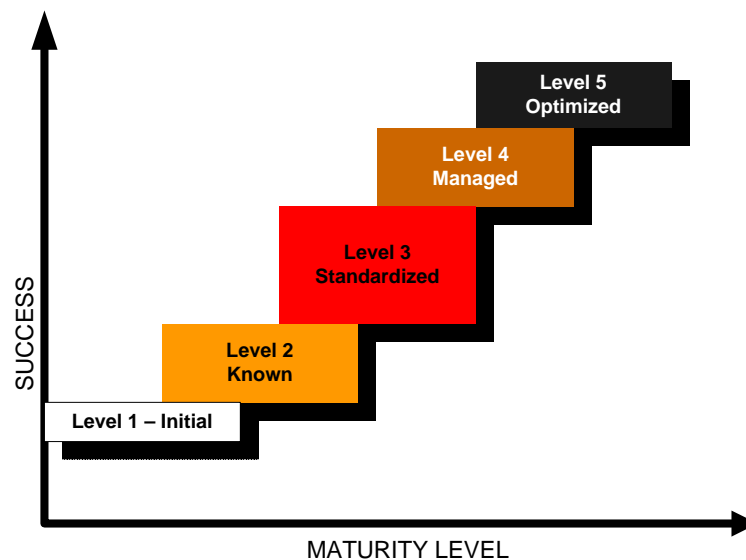 Level 5
Optimized
Level 4
Managed
Level 3
Standardized
SUCCESS
Level 2
Known
Level 1 – Initial
MATURITY LEVEL